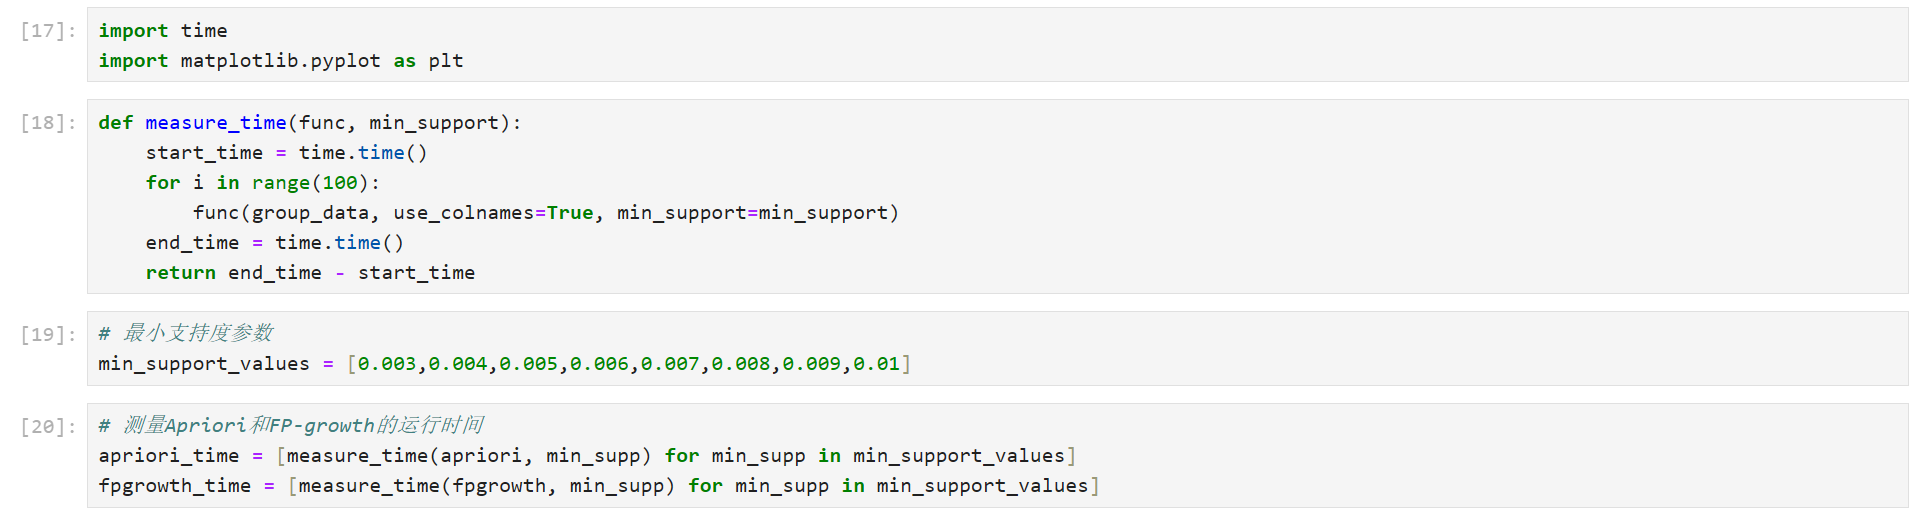 [17]:
import time
import matplotlib.pyplot as plt
[18]:
def measure_time(func, min_support):
    start_time = time.time()
    for i in range(100):
        func(group_data, use_colnames=True, min_support=min_support)
    end_time = time.time()
    return end_time - start_time
[19]:
# 最小支持度参数
min_support_values = [0.003,0.004,0.005,0.006,0.007,0.008,0.009,0.01]
[20]:
# 测量Apriori和FP-growth的运行时间
apriori_time = [measure_time(apriori, min_supp) for min_supp in min_support_values]
fpgrowth_time = [measure_time(fpgrowth, min_supp) for min_supp in min_support_values]